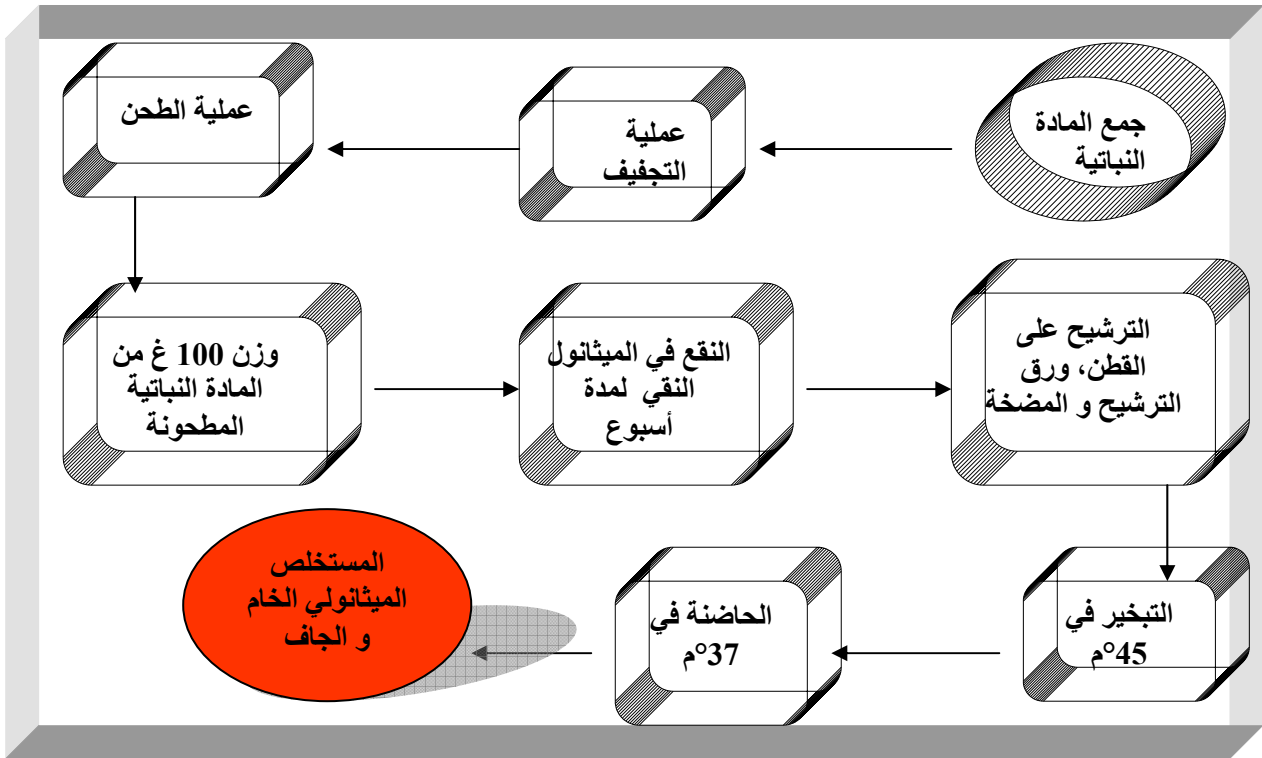 جمع المادة
النباتية
عملية
التجفيف
عملية الطحن
وزن 100 غ من
المادة النباتية
المطحونة
النقع في الميثانول
النقي لمدة
أسبوع
الترشيح على
القطن، ورق
الترشيح و المضخة
التبخير في
45°م
الحاضنة في
37°م
المستخلص
الميثانولي الخام
و الجاف